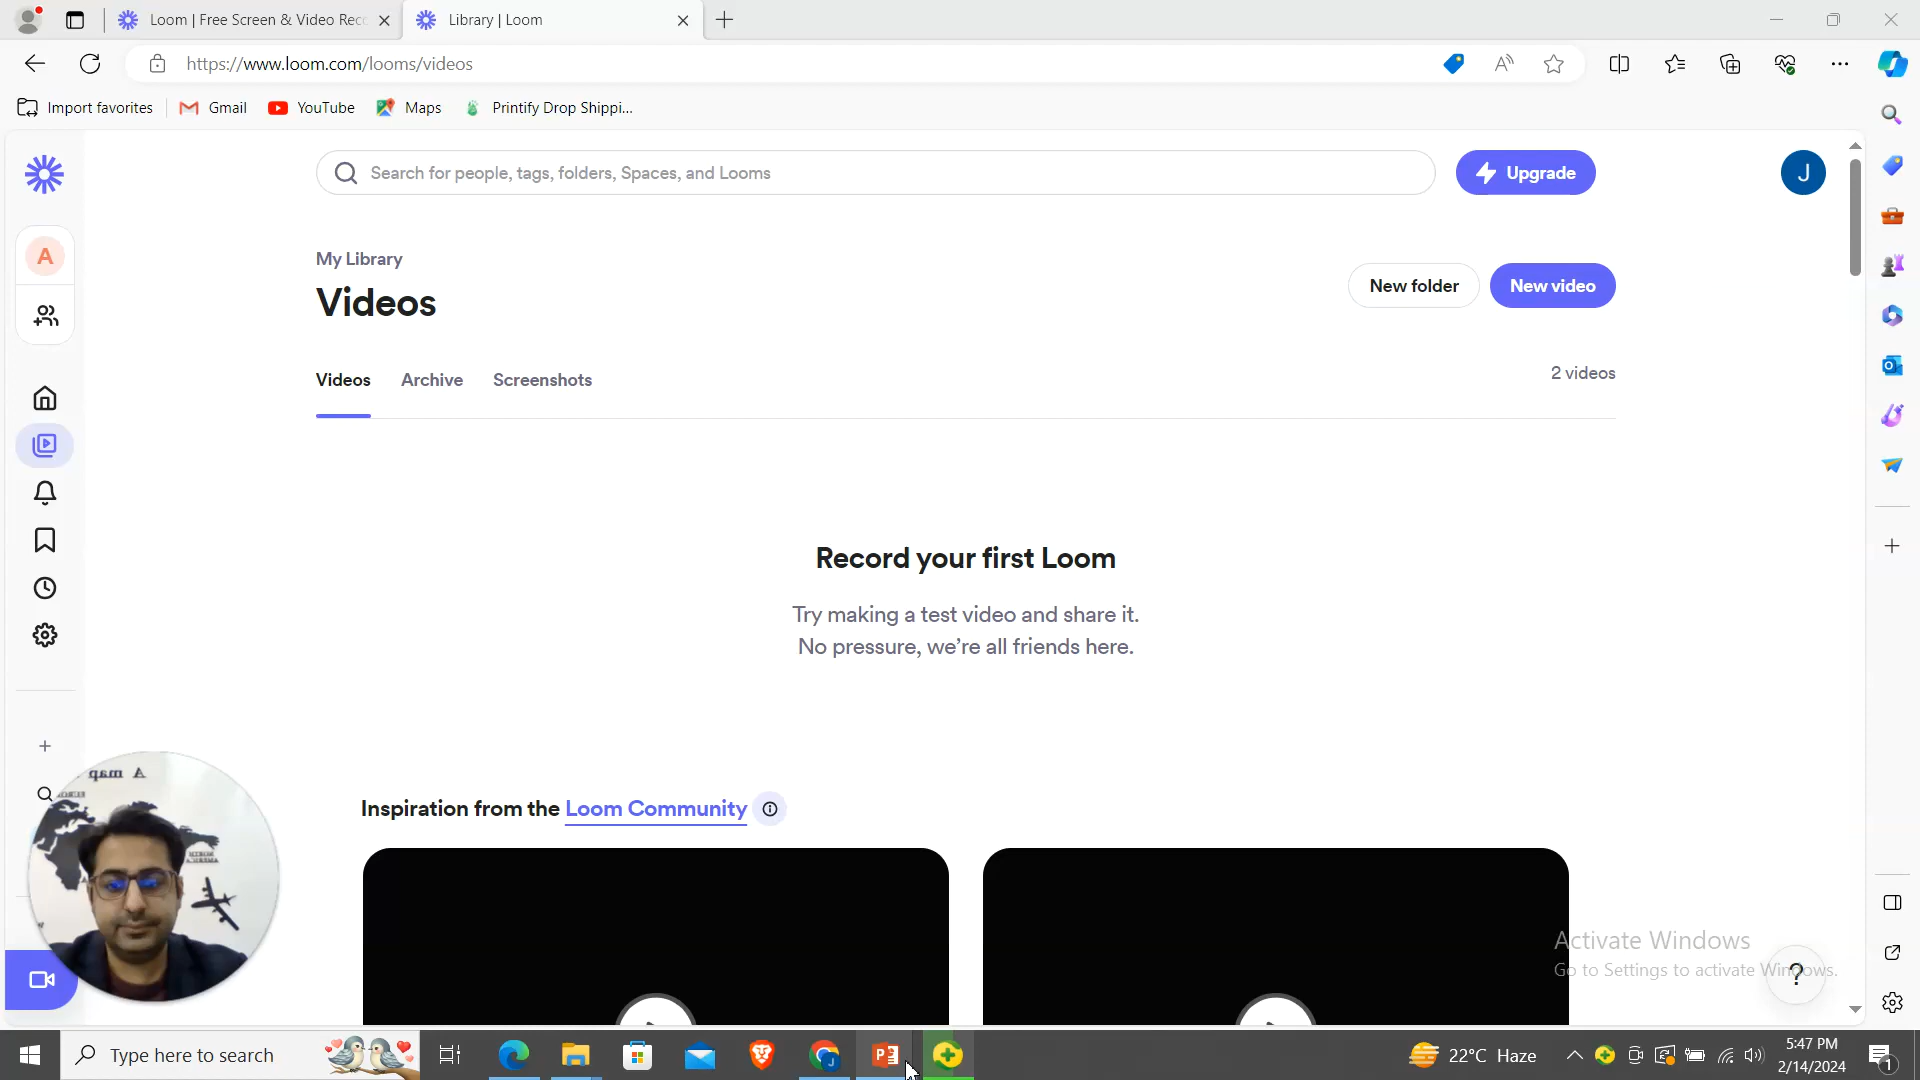 Loom | Free Screen & Video Rec
Library | Loom
https://www.loom.com/looms/videos
Import favorites
Gmail
YouTube
Maps
Printify Drop Shippi...
Search for people, tags, folders, Spaces, and Looms
Upgrade
J
A
My Library
Videos
New folder
New video
Videos
Archive
Screenshots
2 videos
Record your first Loom
Try making a test video and share it.
No pressure, we're all friends here.
A map
Inspiration from the Loom Community
NORTH
AMERICA
Activate Windows
Go to Settings to activate Windows.
?
Type here to search
22°C Haze
5:47 PM
2/14/2024
1